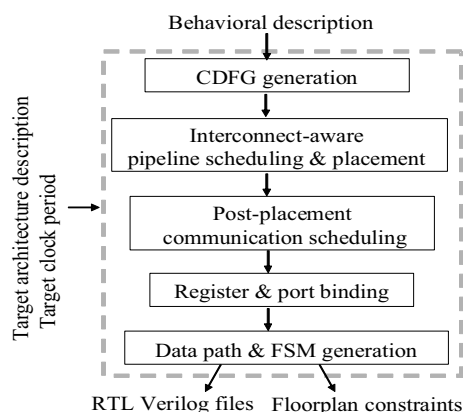 Behavioral description
CDFG generation
Interconnect-aware
pipeline scheduling & placement
Target architecture description
Target clock period
Post-placement
communication scheduling
Register & port binding
Data path & FSM generation
RTL Verilog files
Floorplan constraints